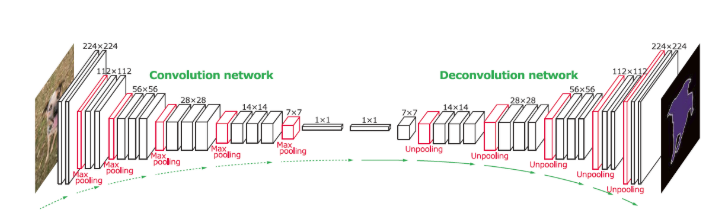 224×224
112×112
Convolution network
56×56
28×28
14×14
7×7
1×1
Max
pooling
Max
pooling
Max
pooling
Max
pooling
Max
pooling
224×224
112×112
Deconvolution network
56×56
28×28
14×14
7×7
1×1
Unpooling
Unpooling
Unpooling
Unpooling
Unpooling